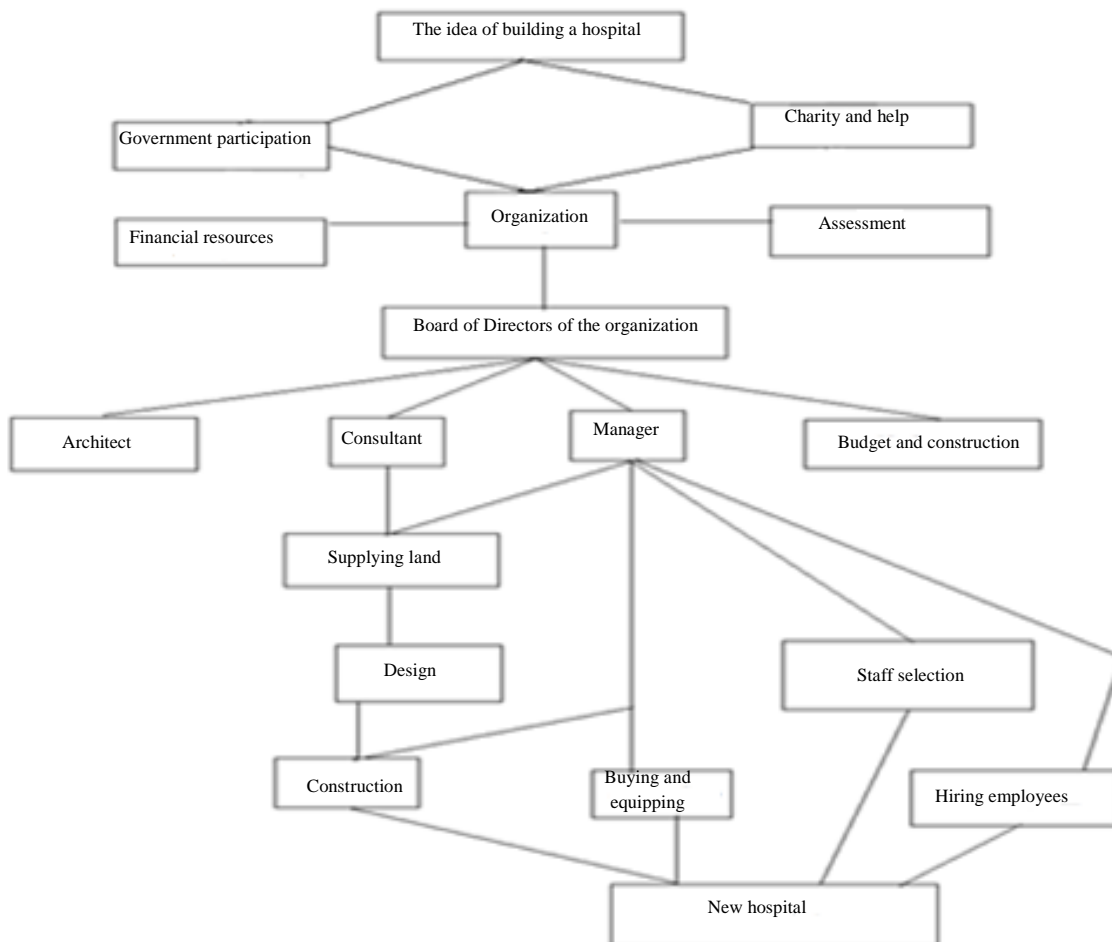 The idea of building a hospital
Government participation
Charity and help
Organization
Financial resources
Assessment
Board of Directors of the organization
Architect
Consultant
Manager
Budget and construction
Supplying land
Design
Staff selection
Construction
Buying and
equipping
Hiring employees
New hospital